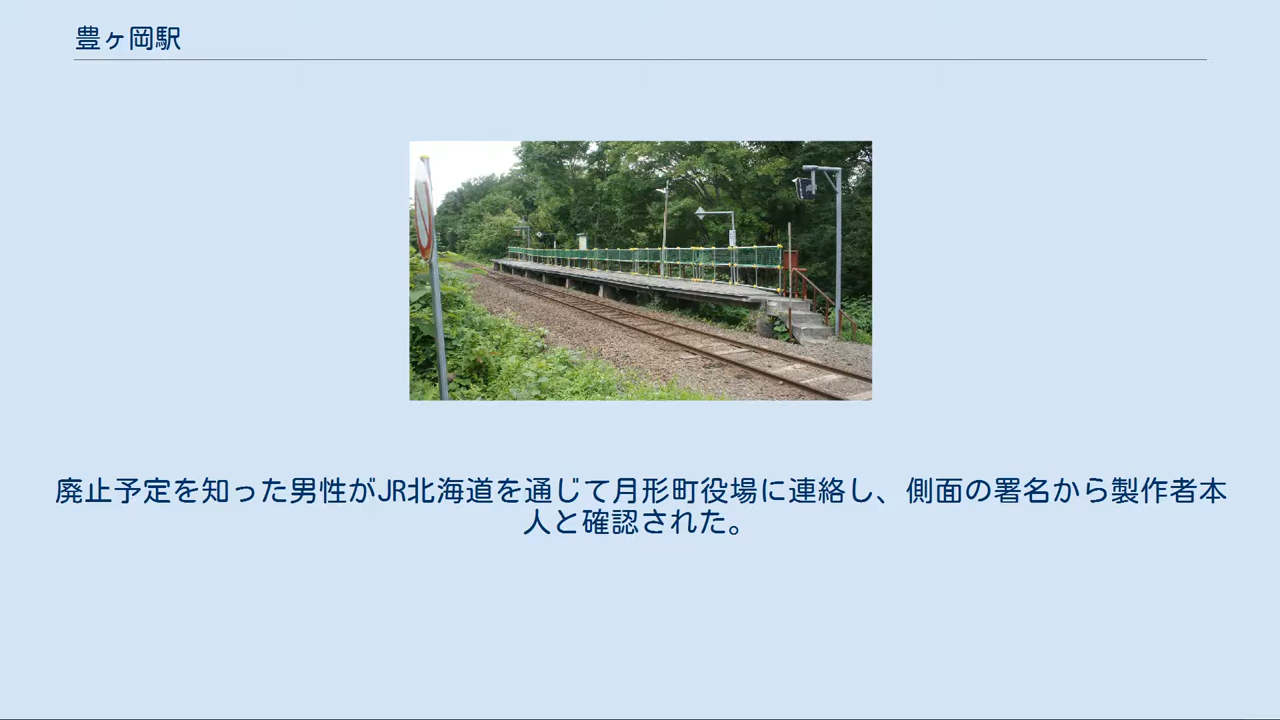 豊ヶ岡駅
廃止予定を知った男性がJR北海道を通じて月形町役場に連絡し、側面の署名から製作者本
人と確認された。